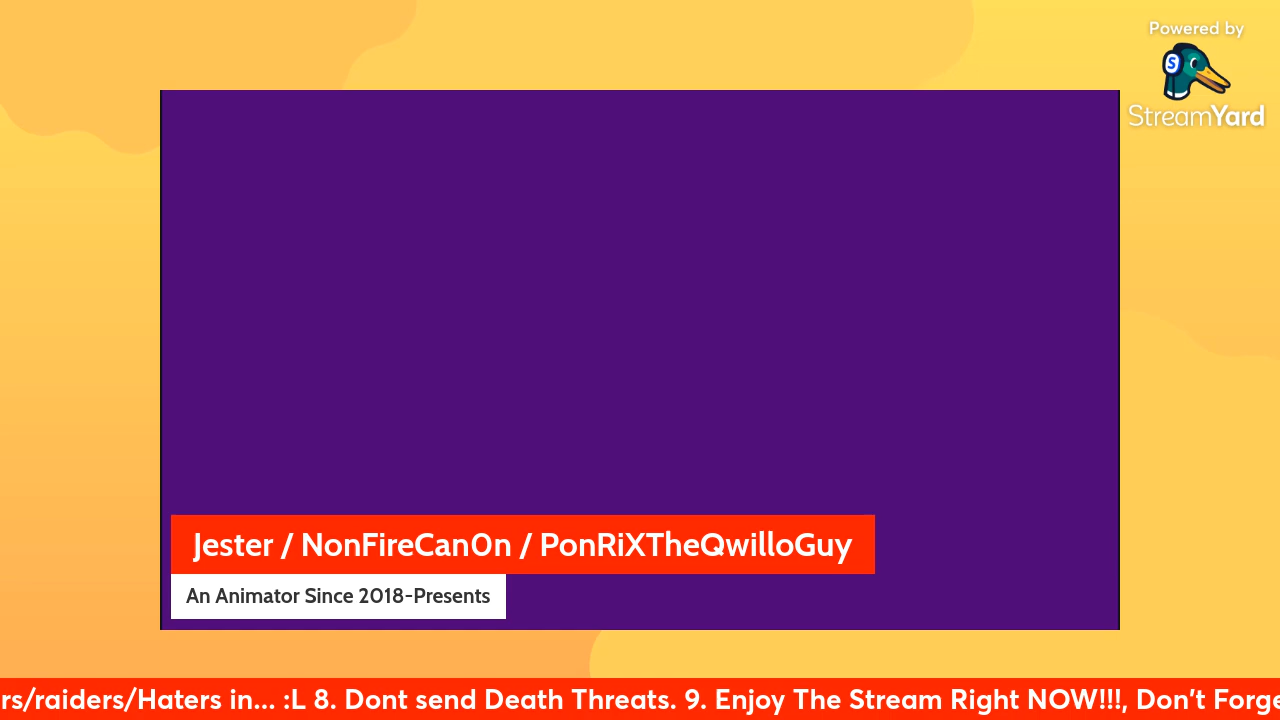 Powered by
S
StreamYard
Jester / NonFireCan0n / PonRiXTheQwilloGuy
An Animator Since 2018-Presents
rs/raiders/Haters in... :L 8. Dont send Death Threats. 9. Enjoy The Stream Right NOW!!!, Don't Forge